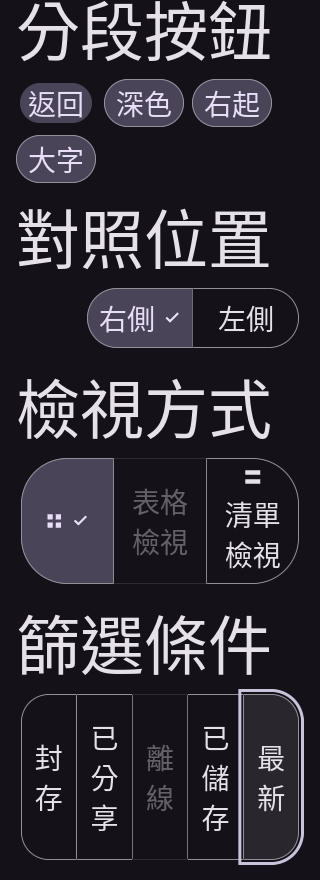 分段按鈕
返回 深色 右起
大字
對照位置
右側 左側
檢視方式
表格
檢視
清單
檢視
篩選條件
封存
已分享
離線
已儲存
最新